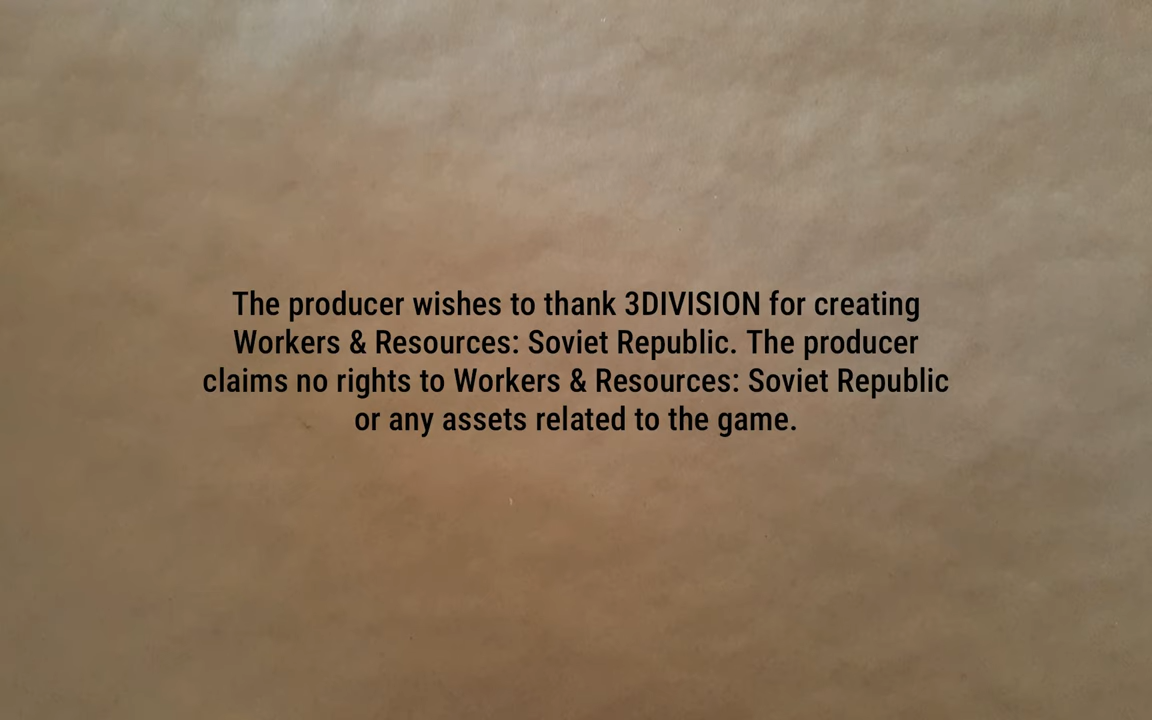 The producer wishes to thank 3DIVISION for creating
Workers & Resources: Soviet Republic. The producer
claims no rights to Workers & Resources: Soviet Republic
or any assets related to the game.